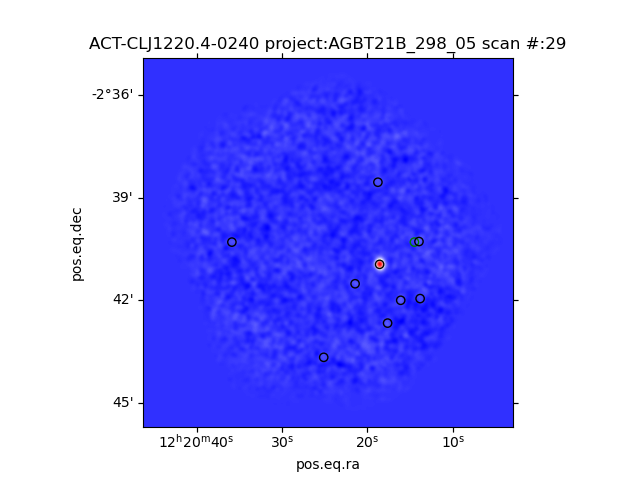 ACT-CLJ1220.4-0240 project:AGBT21B_298_05 scan #:29
-2°36'
39'
42'
45'
pos.eq.dec
12ʰ20ᵐ40ˢ
30ˢ
20ˢ
10ˢ
pos.eq.ra